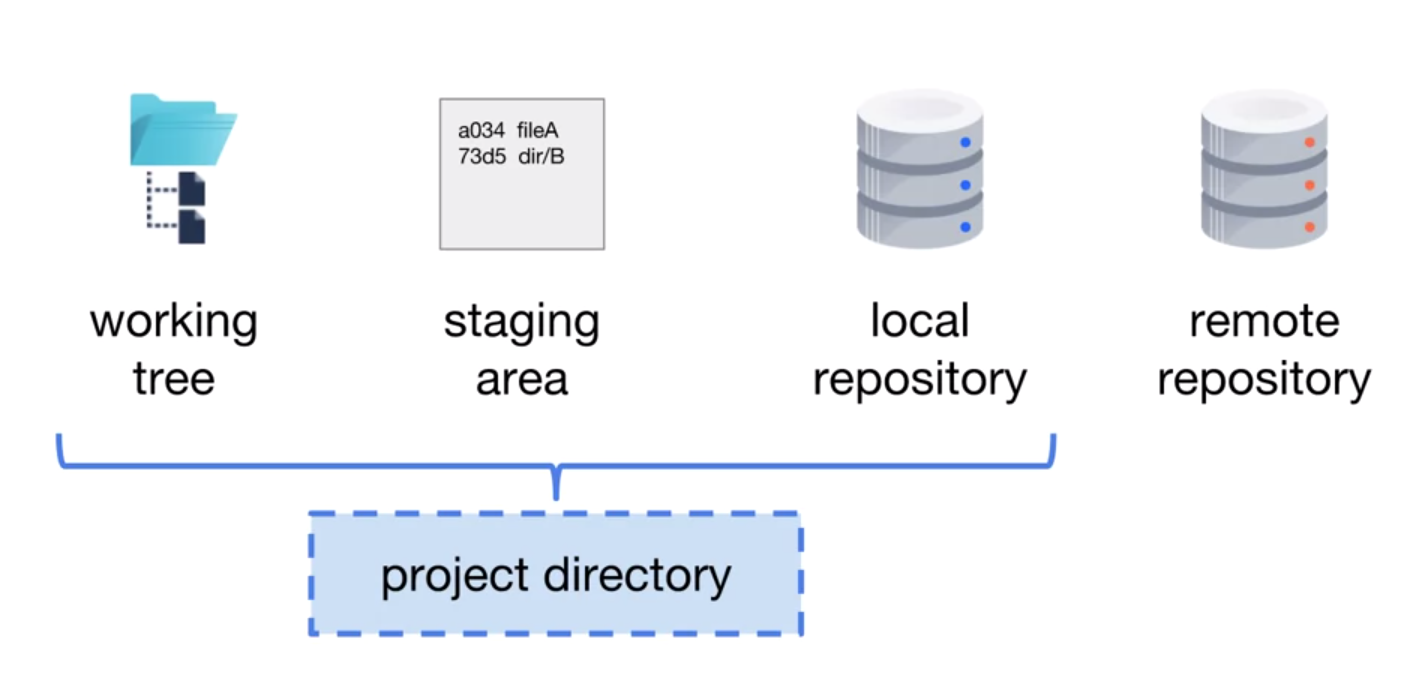 a034 fileA
73d5 dir/B
working
tree
staging
area
local
repository
remote
repository
project directory